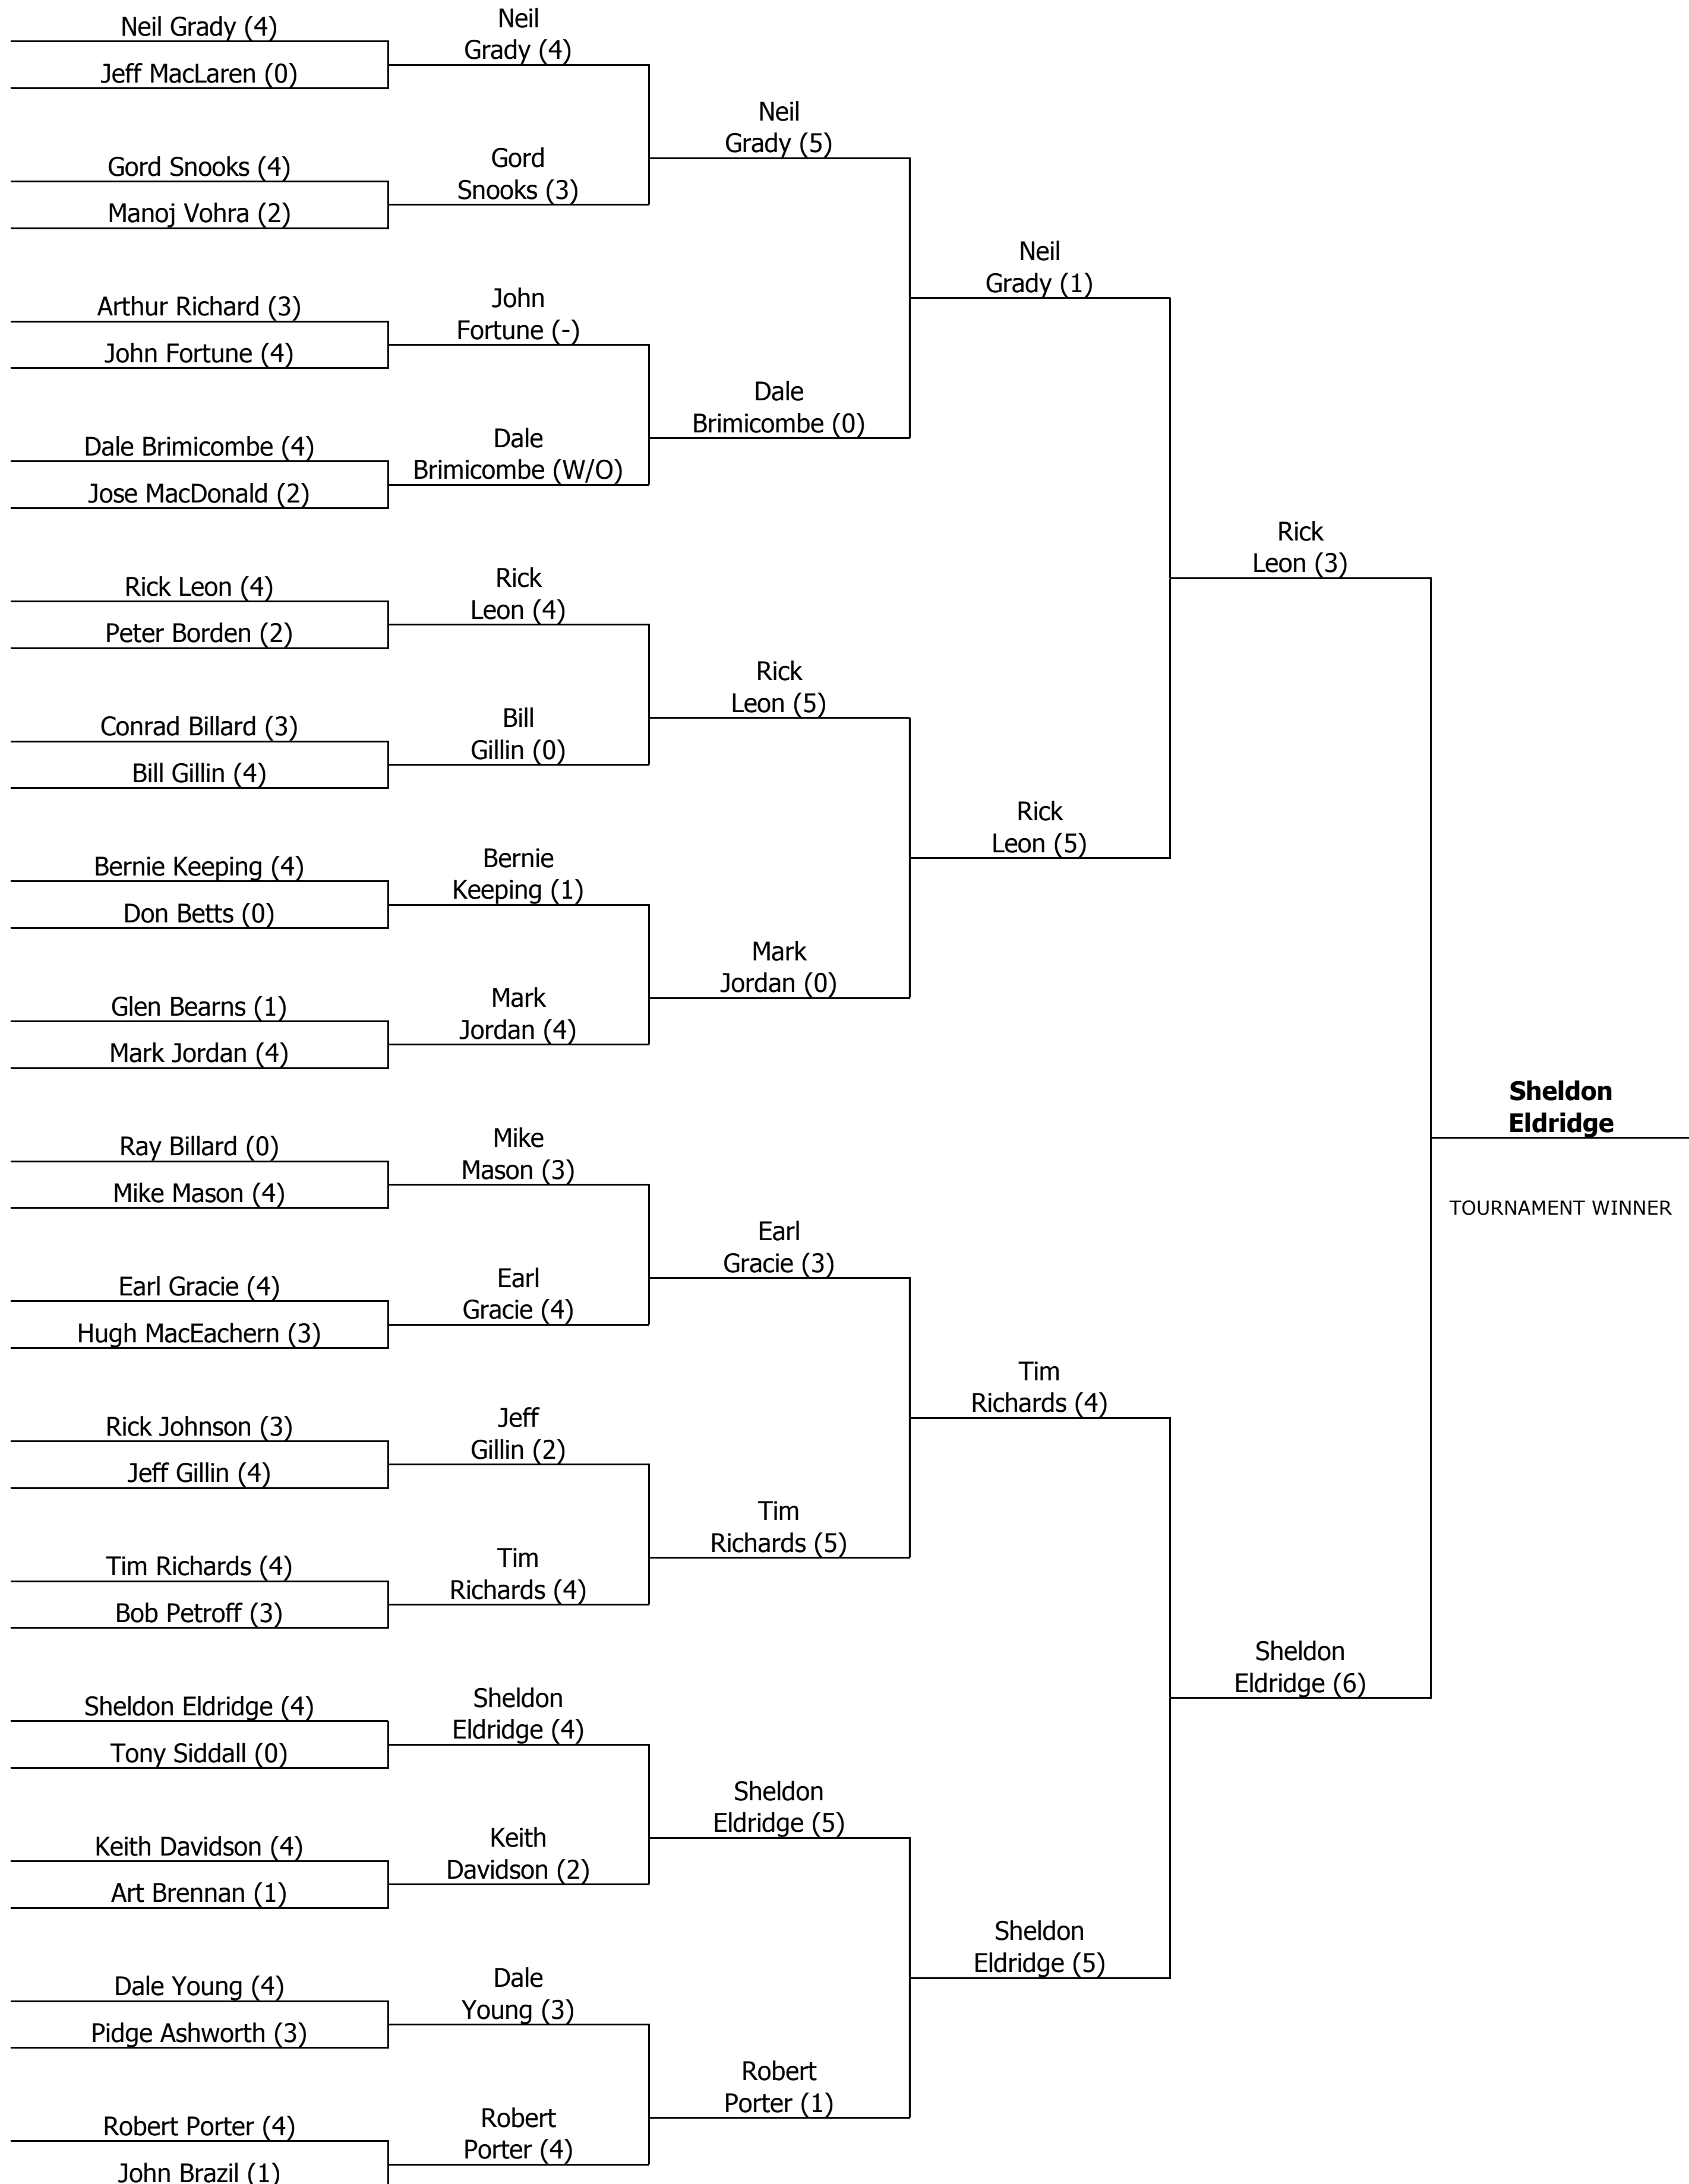 Neil Grady (4)
Jeff MacLaren (0)
Gord Snooks (4)
Manoj Vohra (2)
Arthur Richard (3)
John Fortune (4)
Dale Brimicombe (4)
Jose MacDonald (2)
Rick Leon (4)
Peter Borden (2)
Conrad Billard (3)
Bill Gillin (4)
Bernie Keeping (4)
Don Betts (0)
Glen Bearns (1)
Mark Jordan (4)
Ray Billard (0)
Mike Mason (4)
Earl Gracie (4)
Hugh MacEachern (3)
Rick Johnson (3)
Jeff Gillin (4)
Tim Richards (4)
Bob Petroff (3)
Sheldon Eldridge (4)
Tony Siddall (0)
Keith Davidson (4)
Art Brennan (1)
Dale Young (4)
Pidge Ashworth (3)
Robert Porter (4)
John Brazil (1)
Neil
Grady (4)
Gord
Snooks (3)
John
Fortune (-)
Dale
Brimicombe (W/O)
Rick
Leon (4)
Bill
Gillin (0)
Bernie
Keeping (1)
Mark
Jordan (4)
Mike
Mason (3)
Earl
Gracie (4)
Jeff
Gillin (2)
Tim
Richards (4)
Sheldon
Eldridge (4)
Keith
Davidson (2)
Dale
Young (3)
Robert
Porter (4)
Neil
Grady (5)
Dale
Brimicombe (0)
Rick
Leon (5)
Mark
Jordan (0)
Earl
Gracie (3)
Tim
Richards (5)
Sheldon
Eldridge (5)
Robert
Porter (1)
Neil
Grady (1)
Rick
Leon (5)
Tim
Richards (4)
Sheldon
Eldridge (5)
Rick
Leon (3)
Sheldon
Eldridge (6)
Sheldon
Eldridge
TOURNAMENT WINNER